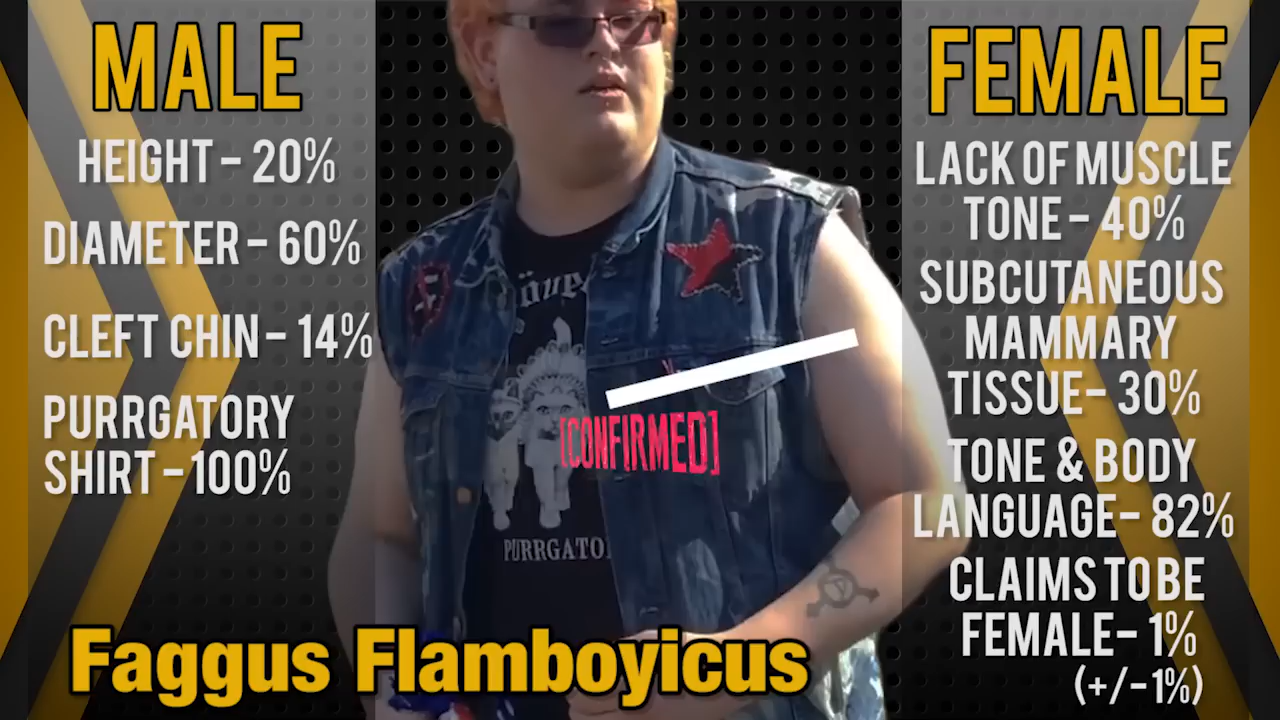 MALE
HEIGHT - 20%
DIAMETER - 60%
CLEFT CHIN - 14%
PURRGATORY
SHIRT - 100%
FEMALE
LACK OF MUSCLE
TONE - 40%
SUBCUTANEOUS
MAMMARY
TISSUE- 30%
TONE & BODY
LANGUAGE- 82%
CLAIMS TO BE
FEMALE- 1%
(+/-1%)
[CONFIRMED]
PURRGATO
Faggus Flamboyicus